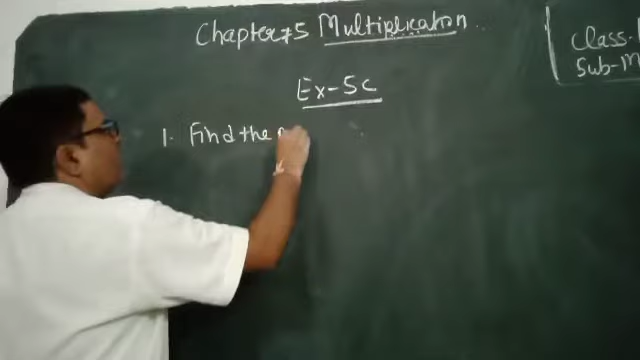 Chapter 5 Multiplication
Class-
Sub-M
Ex-5c
1. Find the